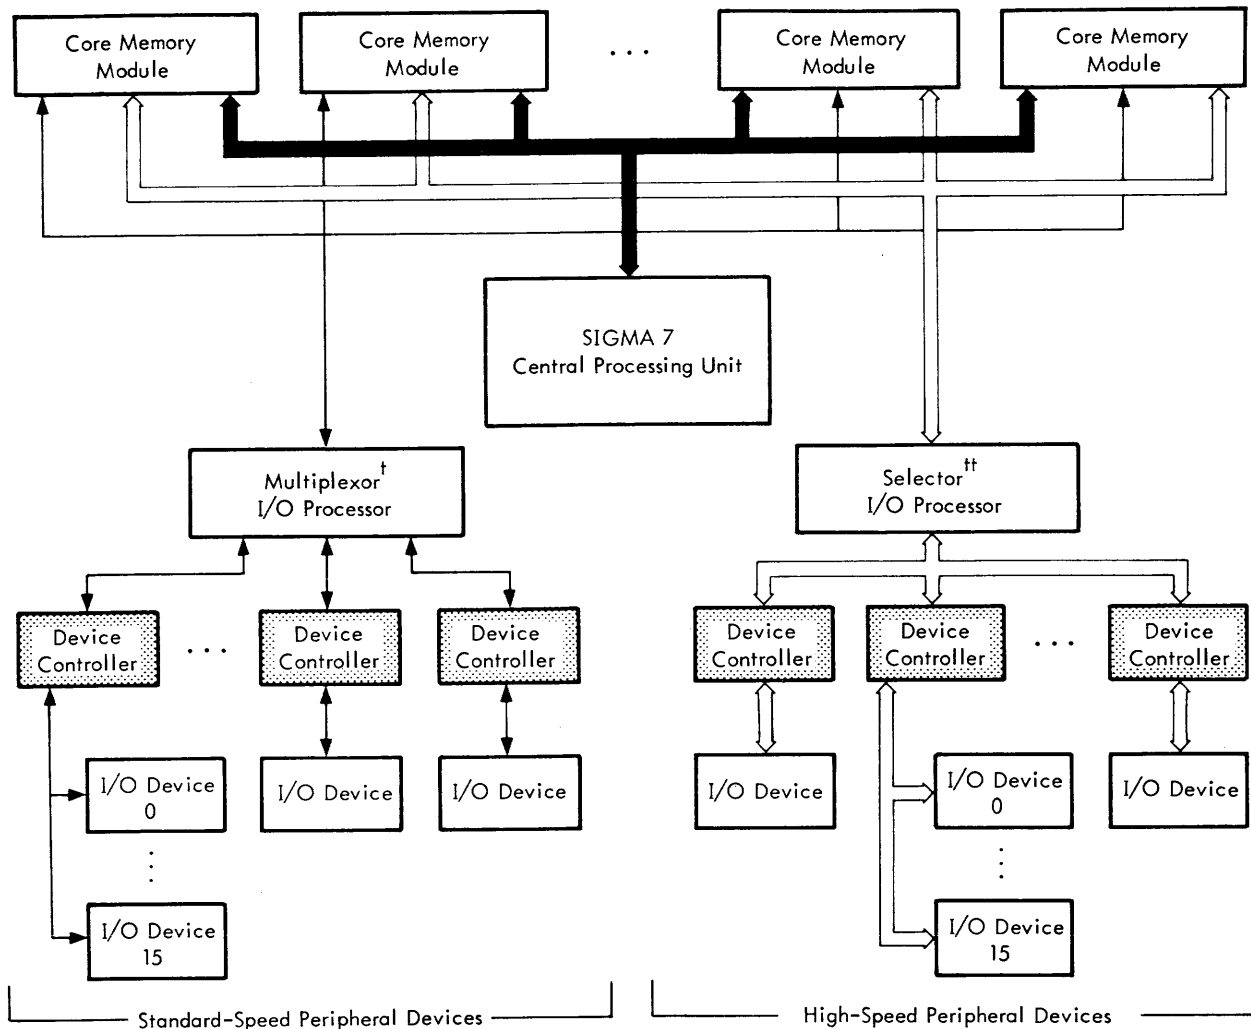 Core Memory
Module
Core Memory
Module
. . .
Core Memory
Module
Core Memory
Module
SIGMA 7
Central Processing Unit
Multiplexor†
I/O Processor
Selector††
I/O Processor
Device
Controller
. . .
Device
Controller
Device
Controller
Device
Controller
Device
Controller
. . .
Device
Controller
I/O Device
0
I/O Device
I/O Device
I/O Device
I/O Device
0
I/O Device
I/O Device
15
I/O Device
15
Standard-Speed Peripheral Devices
High-Speed Peripheral Devices